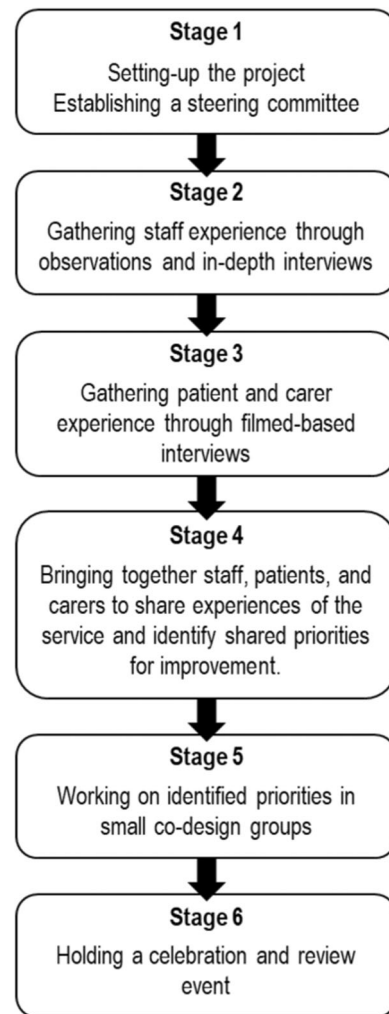 Stage 1
Setting-up the project
Establishing a steering committee
Stage 2
Gathering staff experience through
observations and in-depth interviews
Stage 3
Gathering patient and carer
experience through filmed-based
interviews
Stage 4
Bringing together staff, patients, and
carers to share experiences of the
service and identify shared priorities
for improvement.
Stage 5
Working on identified priorities in
small co-design groups
Stage 6
Holding a celebration and review
event